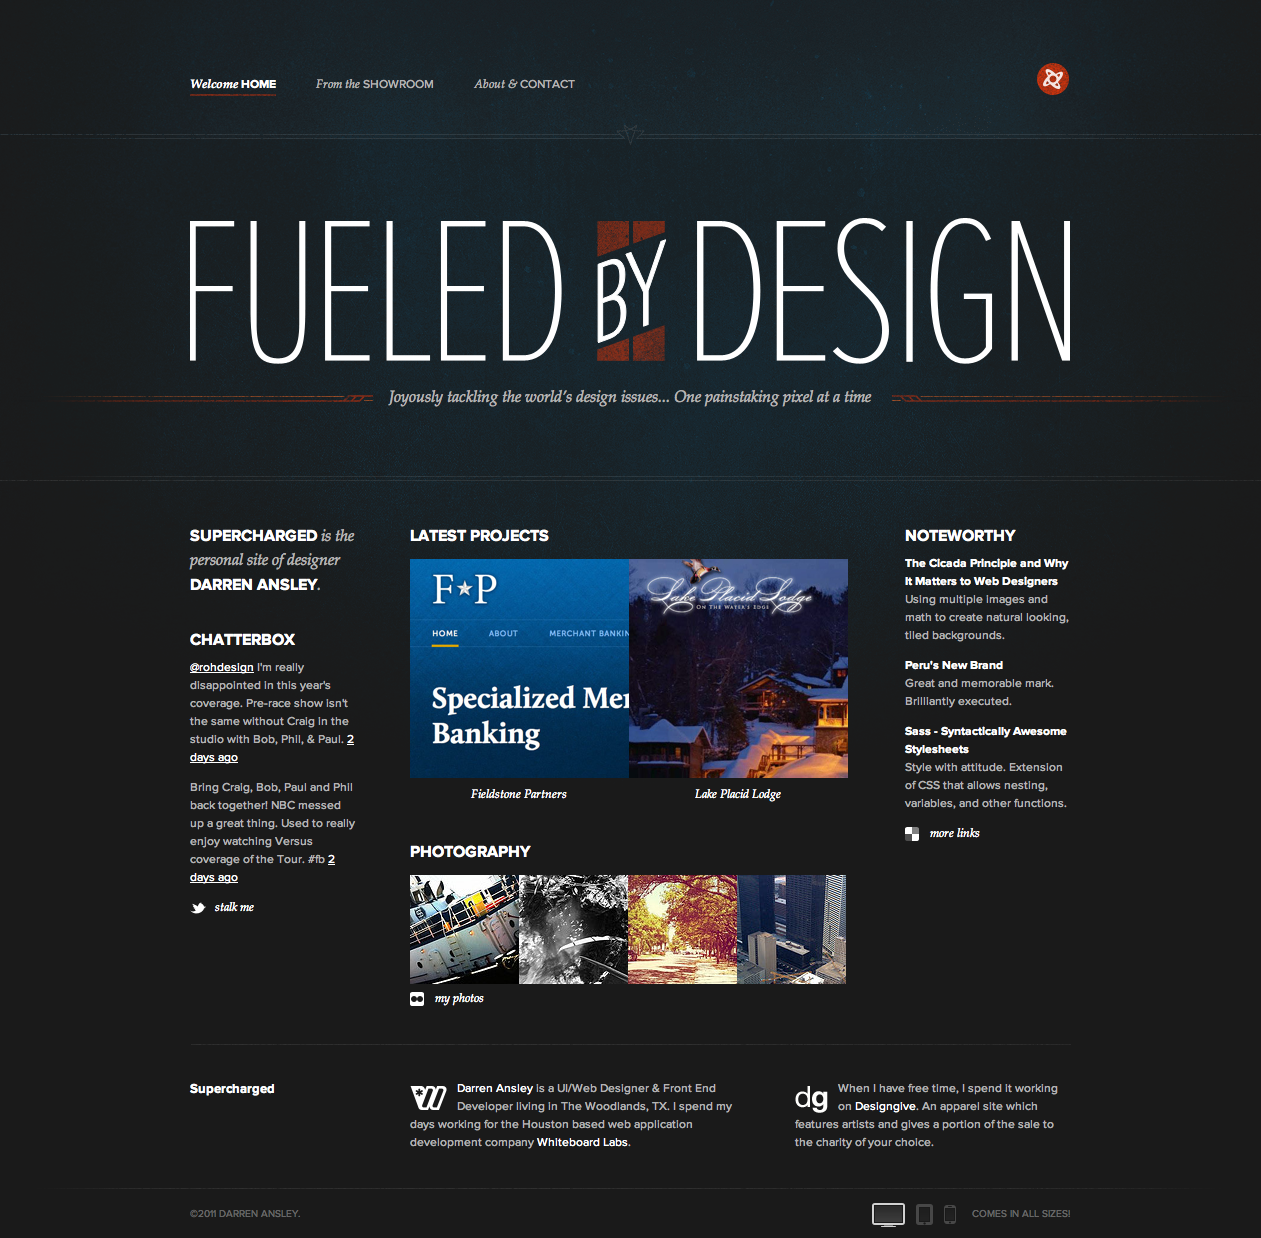 Welcome HOME
From the SHOWROOM
About & CONTACT
FUELED BY DESIGN
Joyously tackling the world's design issues... One painstaking pixel at a time
SUPERCHARGED is the
personal site of designer
DARREN ANSLEY.
CHATTERBOX
@rohdesign I'm really
disappointed in this year's
coverage. Pre-race show isn't
the same without Craig in the
studio with Bob, Phil, & Paul. 2
days ago
Bring Craig, Bob, Paul and Phil
back together! NBC messed
up a great thing. Used to really
enjoy watching Versus
coverage of the Tour. #fb 2
days ago
stalk me
LATEST PROJECTS
F★P
HOME
ABOUT
MERCHANT BANKIN
Specialized Mer
Banking
Lake Placid Lodge
ON THE WATER'S EDGE
Fieldstone Partners
Lake Placid Lodge
PHOTOGRAPHY
my photos
NOTEWORTHY
The Cicada Principle and Why
It Matters to Web Designers
Using multiple images and
math to create natural looking,
tiled backgrounds.
Peru's New Brand
Great and memorable mark.
Brilliantly executed.
Sass - Syntactically Awesome
Stylesheets
Style with attitude. Extension
of CSS that allows nesting,
variables, and other functions.
more links
Supercharged
Darren Ansley is a UI/Web Designer & Front End
Developer living in The Woodlands, TX. I spend my
days working for the Houston based web application
development company Whiteboard Labs.
dg
When I have free time, I spend it working
on Designgive. An apparel site which
features artists and gives a portion of the sale to
the charity of your choice.
©2011 DARREN ANSLEY.
COMES IN ALL SIZES!